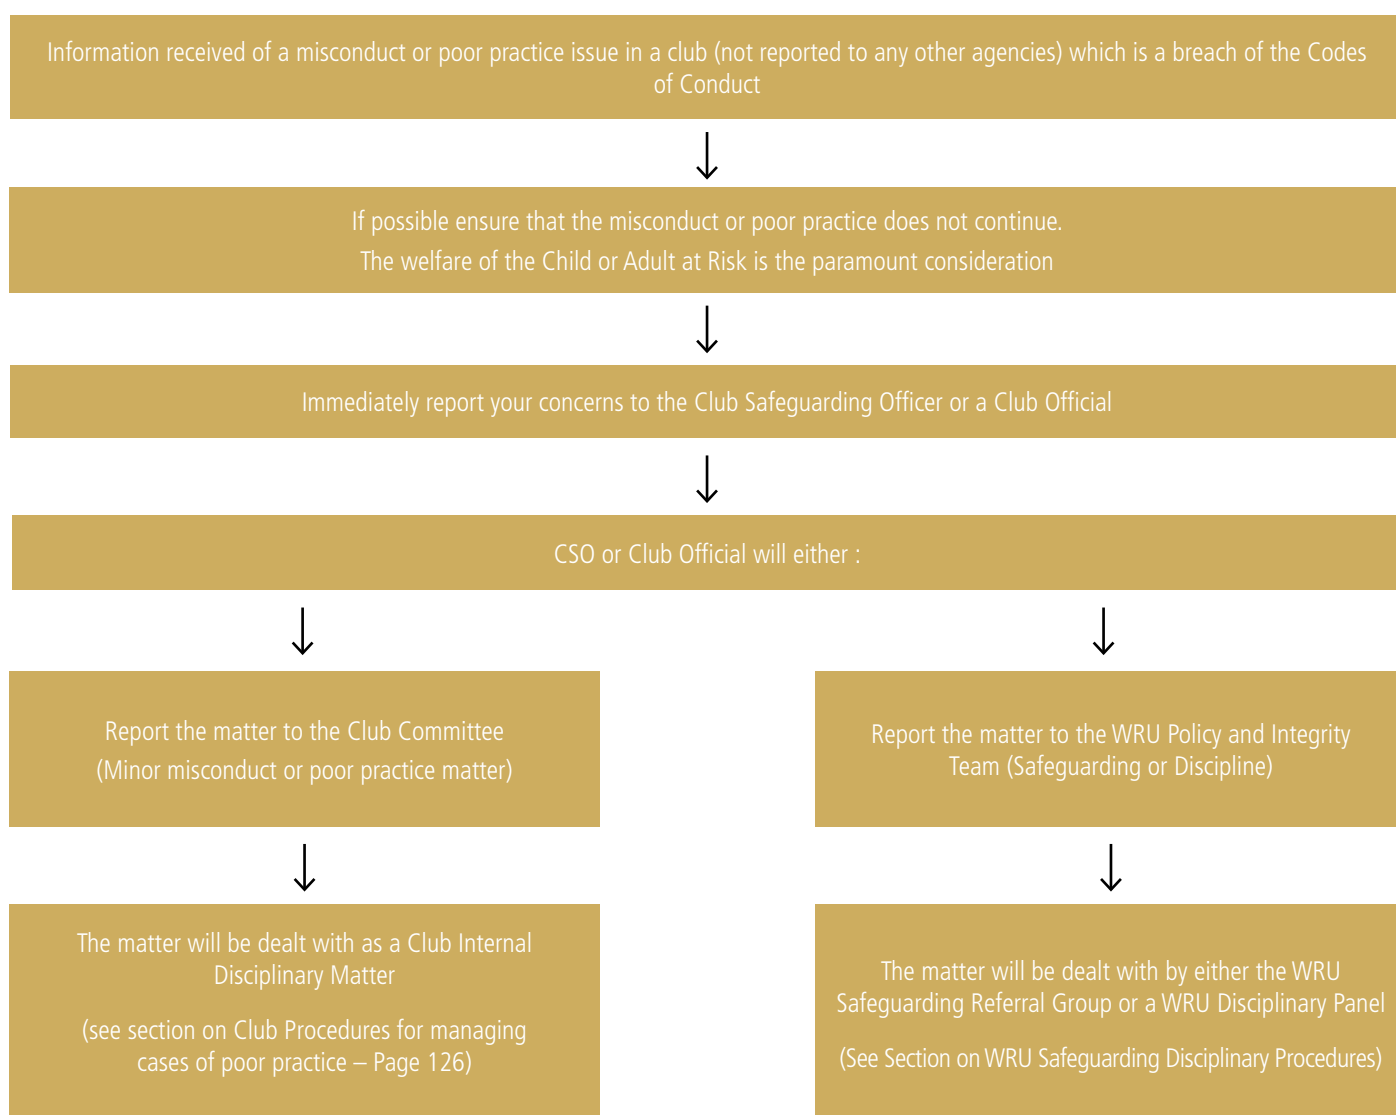 Information received of a misconduct or poor practice issue in a club (not reported to any other agencies) which is a breach of the Codes
of Conduct
If possible ensure that the misconduct or poor practice does not continue.
The welfare of the Child or Adult at Risk is the paramount consideration
Immediately report your concerns to the Club Safeguarding Officer or a Club Official
CSO or Club Official will either :
Report the matter to the Club Committee
(Minor misconduct or poor practice matter)
Report the matter to the WRU Policy and Integrity
Team (Safeguarding or Discipline)
The matter will be dealt with as a Club Internal
Disciplinary Matter
(see section on Club Procedures for managing
cases of poor practice – Page 126)
The matter will be dealt with by either the WRU
Safeguarding Referral Group or a WRU Disciplinary Panel
(See Section on WRU Safeguarding Disciplinary Procedures)